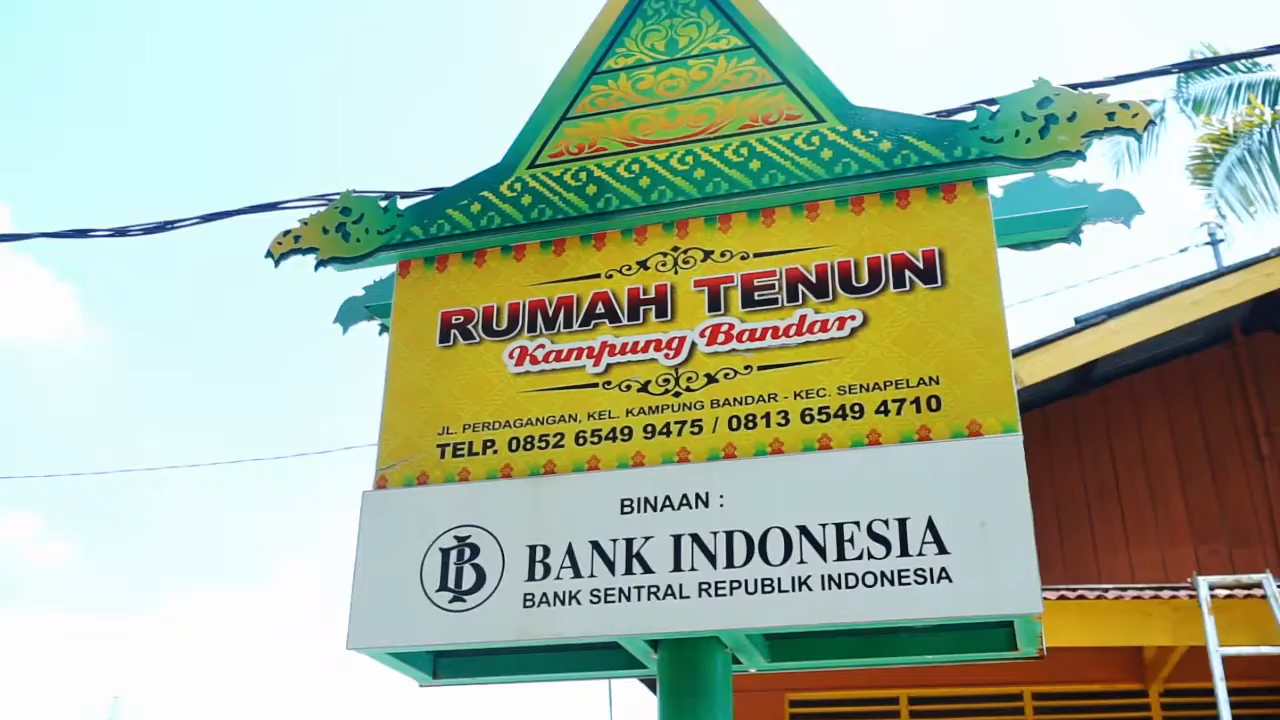 RUMAH TENUN
Kampung Bandar
JL. PERDAGANGAN, KEL. KAMPUNG BANDAR - KEC. SENAPELAN
TELP. 0852 6549 9475 / 0813 6549 4710
BINAAN :
BANK INDONESIA
BANK SENTRAL REPUBLIK INDONESIA